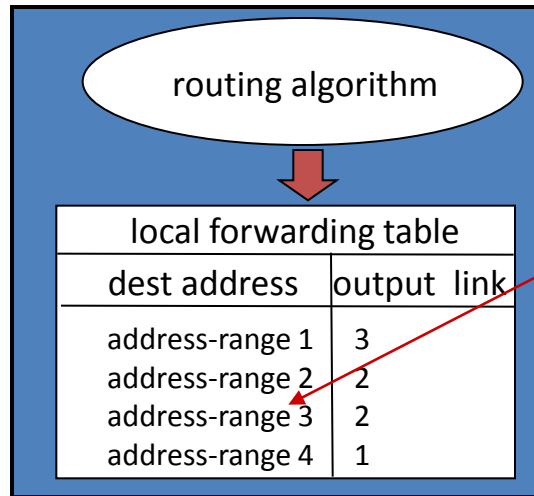 routing algorithm
local forwarding table
dest address output link
address-range 1 3
address-range 2 2
address-range 3 2
address-range 4 1